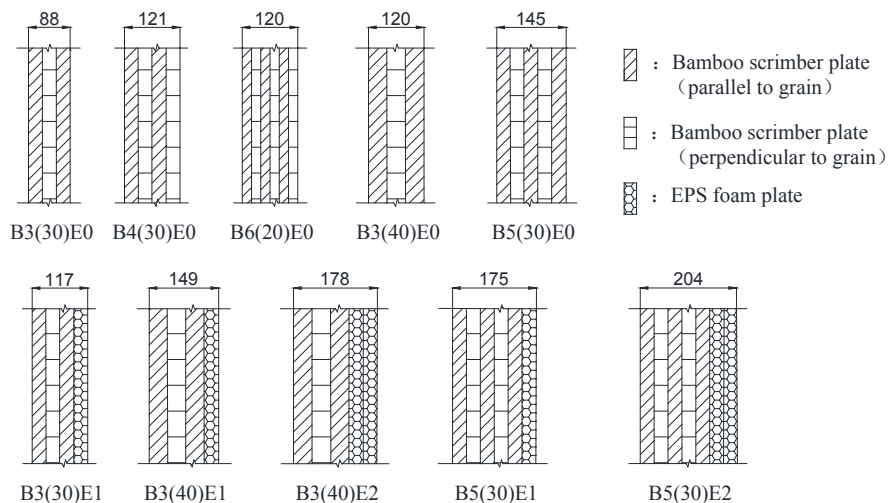 88 121 120 120 145
: Bamboo scrimber plate
(parallel to grain)
: Bamboo scrimber plate
(perpendicular to grain)
: EPS foam plate
B3(30)E0 B4(30)E0 B6(20)E0 B3(40)E0 B5(30)E0
117 149 178 175 204
B3(30)E1 B3(40)E1 B3(40)E2 B5(30)E1 B5(30)E2